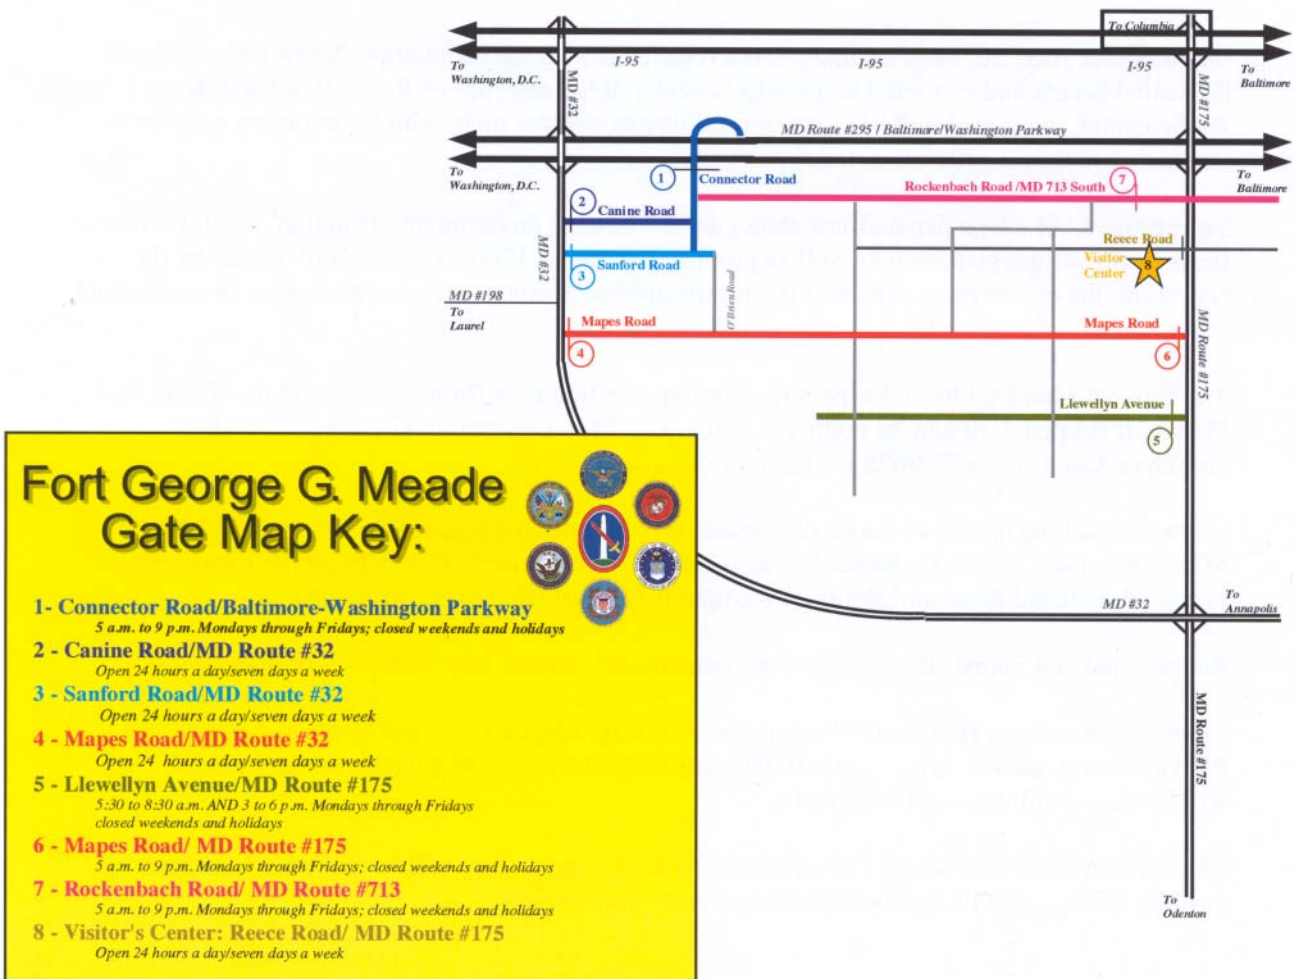 To Columbia
I-95
I-95
I-95
To
Washington, D.C.
To
Baltimore
MD #32
MD #175
MD Route #295 / Baltimore/Washington Parkway
To
Washington, D.C.
To
Baltimore
1
Connector Road
Rockenbach Road /MD 713 South
7
2
Canine Road
MD #32
Sanford Road
3
Reece Road
Visitor
Center
8
O'Brien Road
MD #198
To
Laurel
Mapes Road
4
Mapes Road
6
MD Route #175
Llewellyn Avenue
5
MD #32
To
Annapolis
MD Route #175
To
Odenton
Fort George G. Meade
Gate Map Key:
1- Connector Road/Baltimore-Washington Parkway
5 a.m. to 9 p.m. Mondays through Fridays; closed weekends and holidays
2 - Canine Road/MD Route #32
Open 24 hours a day/seven days a week
3 - Sanford Road/MD Route #32
Open 24 hours a day/seven days a week
4 - Mapes Road/MD Route #32
Open 24 hours a day/seven days a week
5 - Llewellyn Avenue/MD Route #175
5:30 to 8:30 a.m. AND 3 to 6 p.m. Mondays through Fridays
closed weekends and holidays
6 - Mapes Road/ MD Route #175
5 a.m. to 9 p.m. Mondays through Fridays; closed weekends and holidays
7 - Rockenbach Road/ MD Route #713
5 a.m. to 9 p.m. Mondays through Fridays; closed weekends and holidays
8 - Visitor's Center: Reece Road/ MD Route #175
Open 24 hours a day/seven days a week